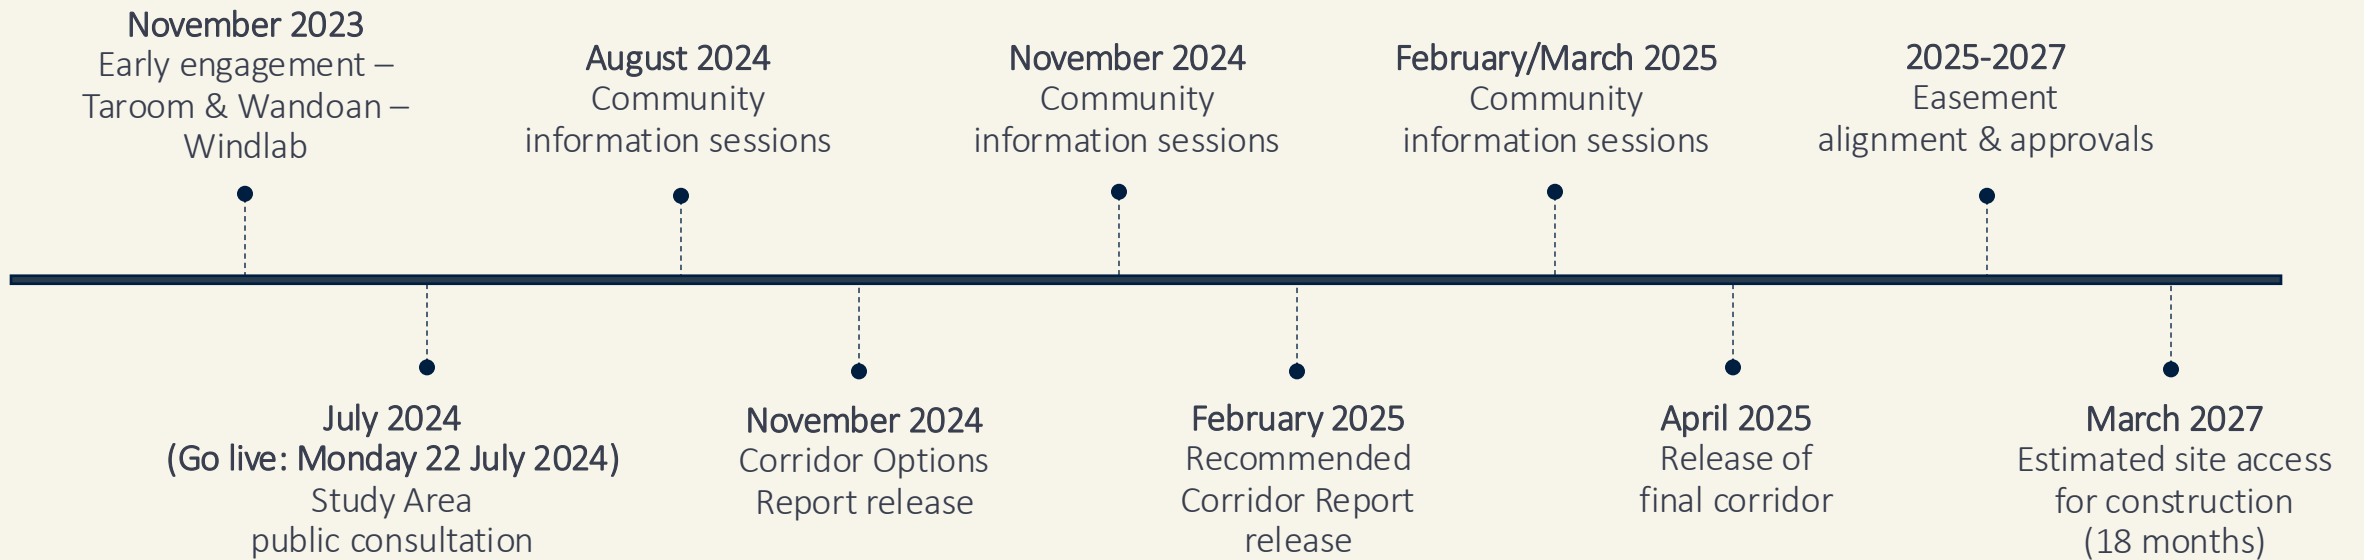 November 2023
Early engagement –
Taroom & Wandoan –
Windlab
August 2024
Community
information sessions
November 2024
Community
information sessions
February/March 2025
Community
information sessions
2025-2027
Easement
alignment & approvals
July 2024
(Go live: Monday 22 July 2024)
Study Area
public consultation
November 2024
Corridor Options
Report release
February 2025
Recommended
Corridor Report
release
April 2025
Release of
final corridor
March 2027
Estimated site access
for construction
(18 months)